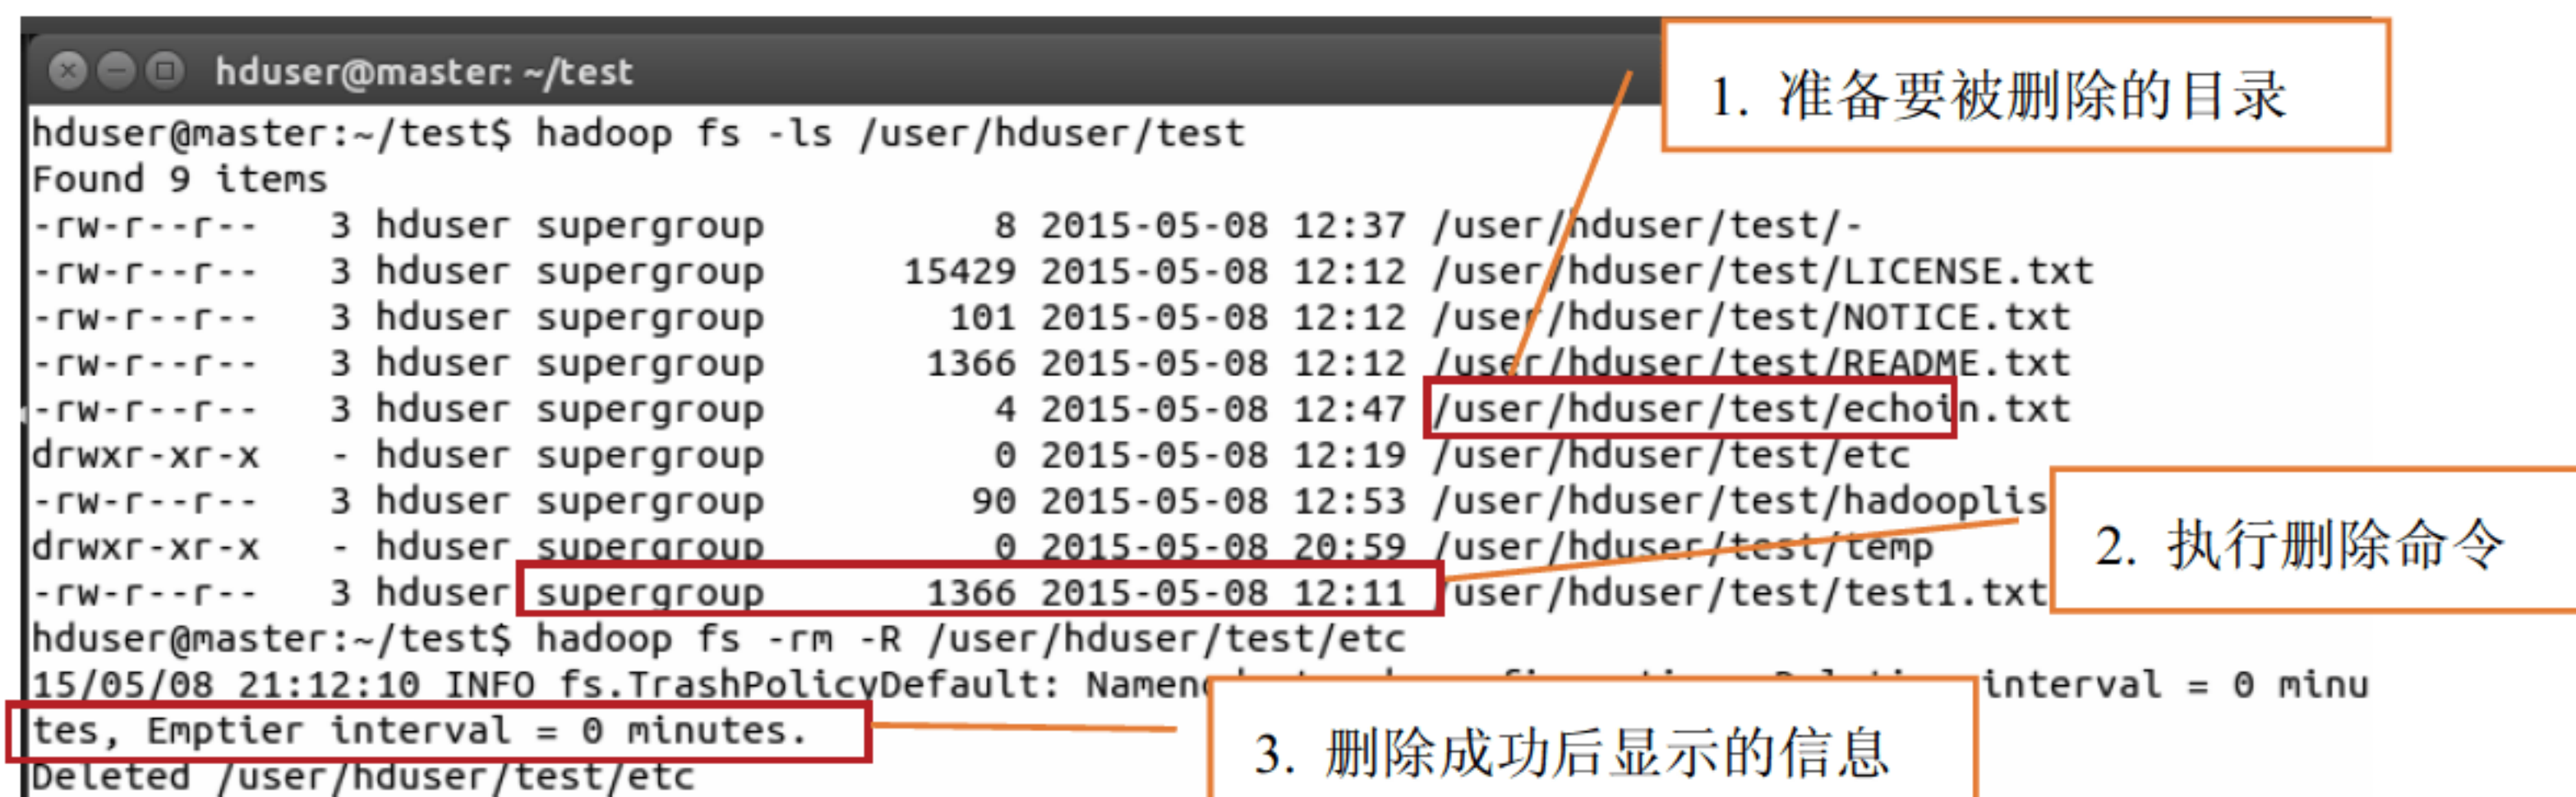 hduser@master: ~/test
1. 准备要被删除的目录
hduser@master:~/test$ hadoop fs -ls /user/hduser/test
Found 9 items
-rw-r--r--   3 hduser supergroup          8 2015-05-08 12:37 /user/hduser/test/-
-rw-r--r--   3 hduser supergroup      15429 2015-05-08 12:12 /user/hduser/test/LICENSE.txt
-rw-r--r--   3 hduser supergroup        101 2015-05-08 12:12 /user/hduser/test/NOTICE.txt
-rw-r--r--   3 hduser supergroup       1366 2015-05-08 12:12 /user/hduser/test/README.txt
-rw-r--r--   3 hduser supergroup          4 2015-05-08 12:47 /user/hduser/test/echoin.txt
drwxr-xr-x   - hduser supergroup          0 2015-05-08 12:19 /user/hduser/test/etc
-rw-r--r--   3 hduser supergroup         90 2015-05-08 12:53 /user/hduser/test/hadooplis
2. 执行删除命令
drwxr-xr-x   - hduser supergroup          0 2015-05-08 20:59 /user/hduser/test/temp
-rw-r--r--   3 hduser supergroup       1366 2015-05-08 12:11 /user/hduser/test/test1.txt
hduser@master:~/test$ hadoop fs -rm -R /user/hduser/test/etc
15/05/08 21:12:10 INFO fs.TrashPolicyDefault: interval = 0 minu
tes, Emptier interval = 0 minutes.
3. 删除成功后显示的信息
Deleted /user/hduser/test/etc